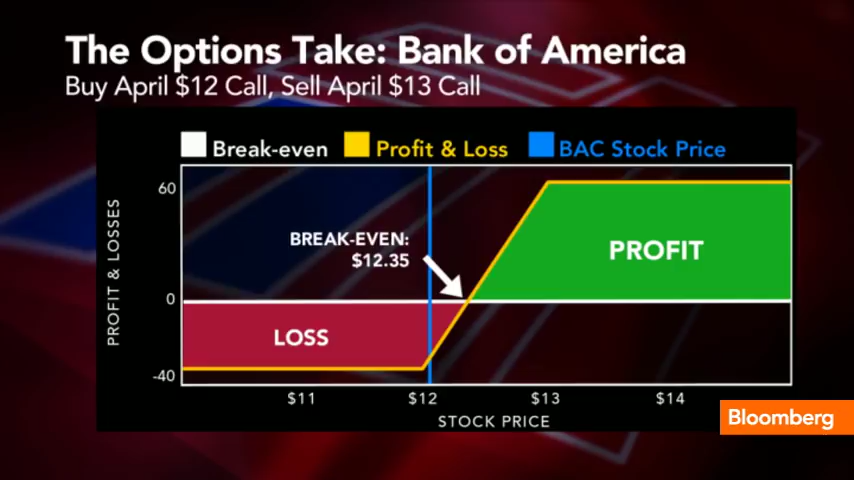 The Options Take: Bank of America
Buy April $12 Call, Sell April $13 Call
Break-even
Profit & Loss
BAC Stock Price
PROFIT & LOSSES
60
0
-40
BREAK-EVEN:
$12.35
PROFIT
LOSS
$11
$12
$13
$14
STOCK PRICE
Bloomberg